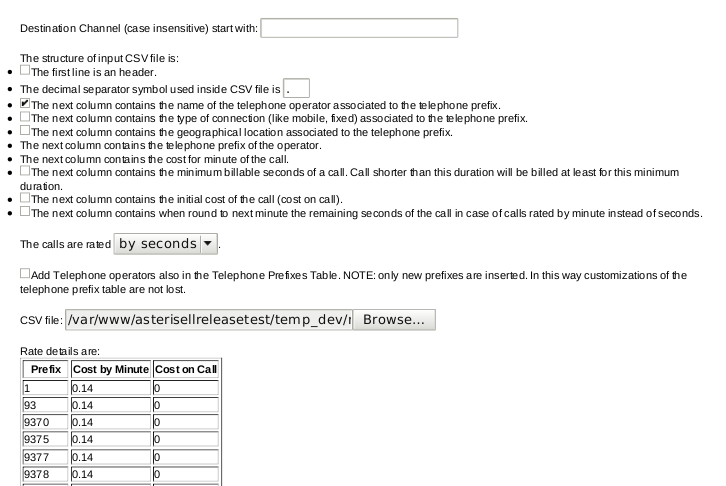 Destination Channel (case insensitive) start with:
The structure of input CSV file is:
The first line is an header.
The decimal separator symbol used inside CSV file is .
The next column contains the name of the telephone operator associated to the telephone prefix.
The next column contains the type of connection (like mobile, fixed) associated to the telephone prefix.
The next column contains the geographical location associated to the telephone prefix.
The next column contains the telephone prefix of the operator.
The next column contains the cost for minute of the call.
The next column contains the minimum billable seconds of a call. Call shorter than this duration will be billed at least for this minimum
duration.
The next column contains the initial cost of the call (cost on call).
The next column contains when round to next minute the remaining seconds of the call in case of calls rated by minute instead of seconds.
The calls are rated by seconds .
Add Telephone operators also in the Telephone Prefixes Table. NOTE: only new prefixes are inserted. In this way customizations of the
telephone prefix table are not lost.
CSV file: /var/www/asterisellreleasetest/temp_dev/ Browse...
Rate details are:
Prefix Cost by Minute Cost on Call
1 0.14 0
93 0.14 0
9370 0.14 0
9375 0.14 0
9377 0.14 0
9378 0.14 0